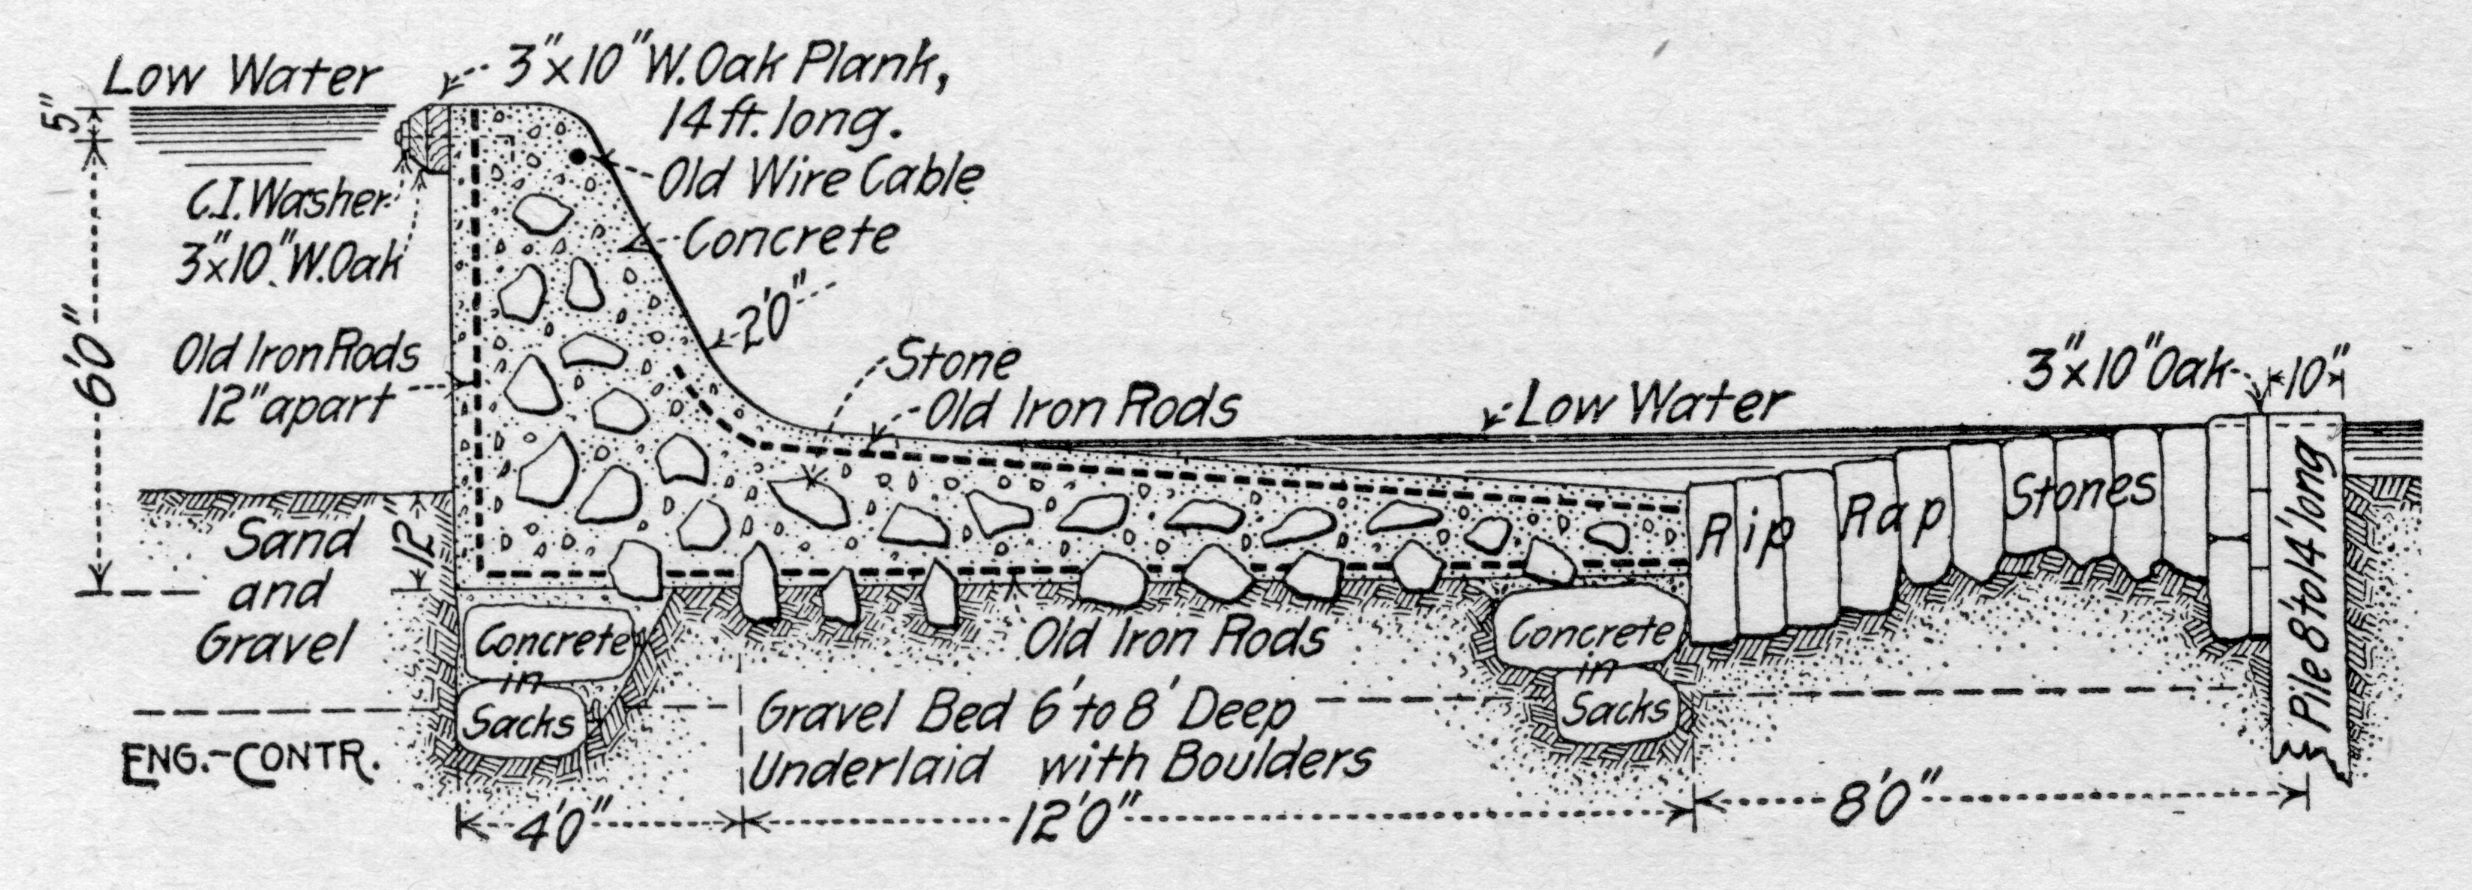 Low Water
3"x10" W. Oak Plank,
14 ft. long.
5"
Old Wire Cable
C.I. Washer
3"x10" W. Oak
Concrete
2'0"
6'0"
Old Iron Rods
12" apart
Stone
Old Iron Rods
Low Water
3"x10" Oak
10"
Sand
and
Gravel
12"
Rip Rap Stones
Pile 8' to 14' long
Concrete
in
Sacks
Old Iron Rods
Concrete
in
Sacks
Gravel Bed 6' to 8' Deep
Underlaid with Boulders
ENG.-CONTR.
4'0"
12'0"
8'0"